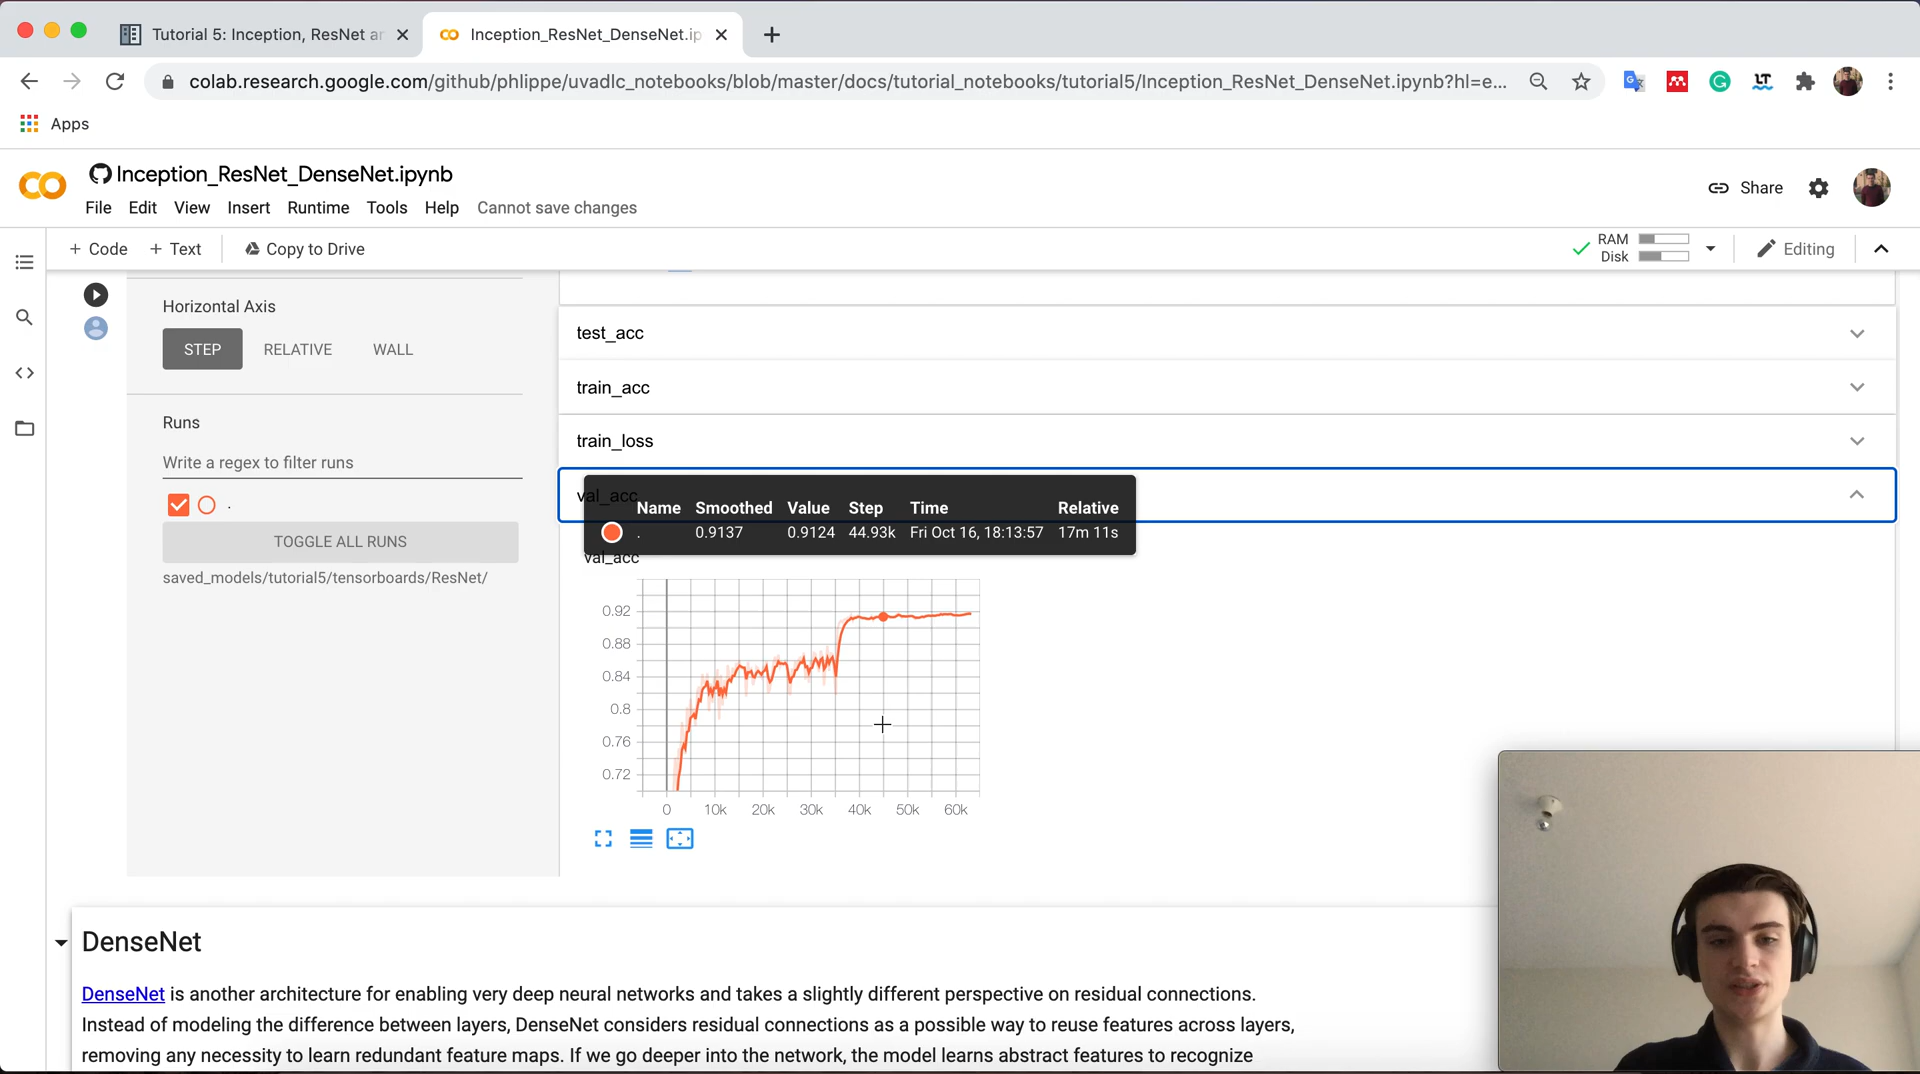 Tutorial 5: Inception, ResNet an
Inception_ResNet_DenseNet.ip
colab.research.google.com/github/phlippe/uvadlc_notebooks/blob/master/docs/tutorial_notebooks/tutorial5/Inception_ResNet_DenseNet.ipynb?hl=e...
Apps
Inception_ResNet_DenseNet.ipynb
File Edit View Insert Runtime Tools Help Cannot save changes
Share
+ Code + Text Copy to Drive
RAM
Disk
Editing
Horizontal Axis
STEP RELATIVE WALL
Runs
Write a regex to filter runs
.
TOGGLE ALL RUNS
saved_models/tutorial5/tensorboards/ResNet/
test_acc
train_acc
train_loss
val_acc
Name Smoothed Value Step Time Relative
. 0.9137 0.9124 44.93k Fri Oct 16, 18:13:57 17m 11s
val_acc
0.92
0.88
0.84
0.8
0.76
0.72
0 10k 20k 30k 40k 50k 60k
DenseNet
DenseNet is another architecture for enabling very deep neural networks and takes a slightly different perspective on residual connections.
Instead of modeling the difference between layers, DenseNet considers residual connections as a possible way to reuse features across layers,
removing any necessity to learn redundant feature maps. If we go deeper into the network, the model learns abstract features to recognize